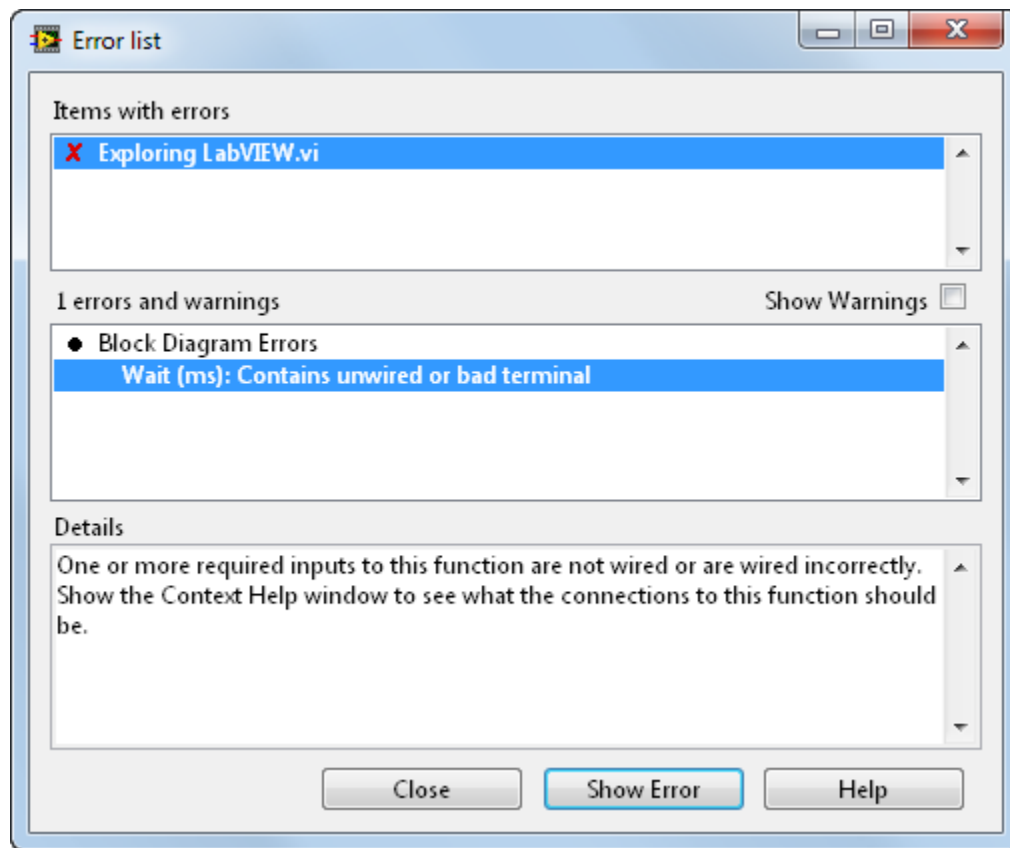 Error list
Items with errors
Exploring LabVIEW.vi
1 errors and warnings Show Warnings
Block Diagram Errors
Wait (ms): Contains unwired or bad terminal
Details
One or more required inputs to this function are not wired or are wired incorrectly.
Show the Context Help window to see what the connections to this function should
be.
Close Show Error Help